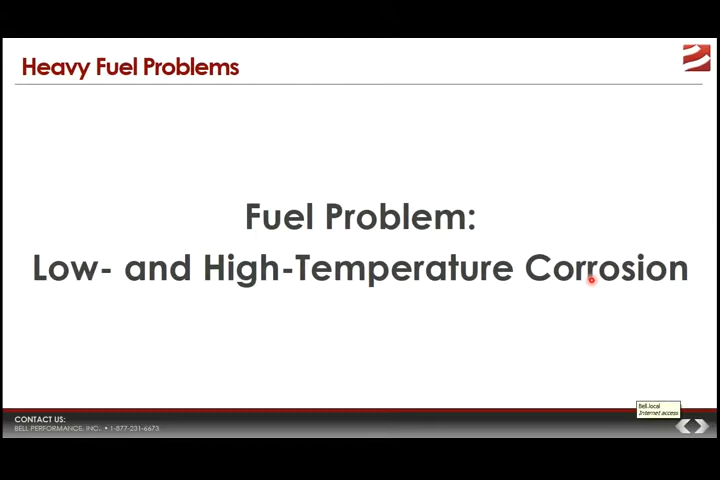 Heavy Fuel Problems
Fuel Problem:
Low- and High-Temperature Corrosion
Bell.local
Internet access
CONTACT US:
BELL PERFORMANCE, INC. • 1-877-231-6673